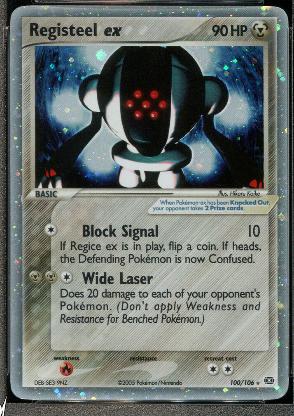 Registeel ex 90 HP
Illus. Hikaru Koike
BASIC
When Pokémon-ex has been Knocked Out,
your opponent takes 2 Prize cards.
Block Signal 10
If Regice ex is in play, flip a coin. If heads,
the Defending Pokémon is now Confused.
Wide Laser
Does 20 damage to each of your opponent's
Pokémon. (Don't apply Weakness and
Resistance for Benched Pokémon.)
weakness resistance retreat cost
©2005 Pokémon/Nintendo 100/106